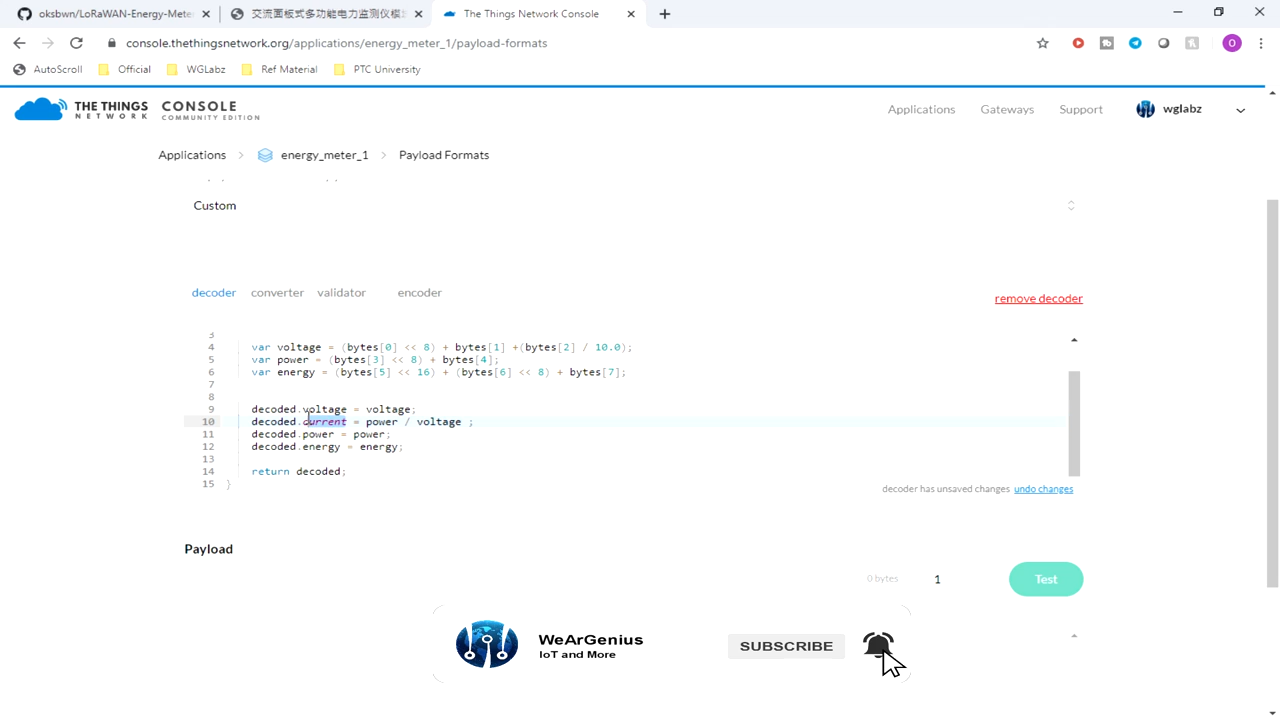 oksbwn/LoRaWAN-Energy-Meter
交流面板式多功能电力监测仪模
The Things Network Console
console.thethingsnetwork.org/applications/energy_meter_1/payload-formats
O
AutoScroll
Official
WGLabz
Ref Material
PTC University
THE THINGS NETWORK
CONSOLE
COMMUNITY EDITION
Applications
Gateways
Support
wglabz
Applications > energy_meter_1 > Payload Formats
Custom
decoder
converter
validator
encoder
remove decoder
3
4 var voltage = (bytes[0] << 8) + bytes[1] +(bytes[2] / 10.0);
5 var power = (bytes[3] << 8) + bytes[4];
6 var energy = (bytes[5] << 16) + (bytes[6] << 8) + bytes[7];
7
8
9 decoded.voltage = voltage;
10 decoded.current = power / voltage ;
11 decoded.power = power;
12 decoded.energy = energy;
13
14 return decoded;
15 }
decoder has unsaved changes undo changes
Payload
0 bytes
1
Test
WeArGenius
IoT and More
SUBSCRIBE